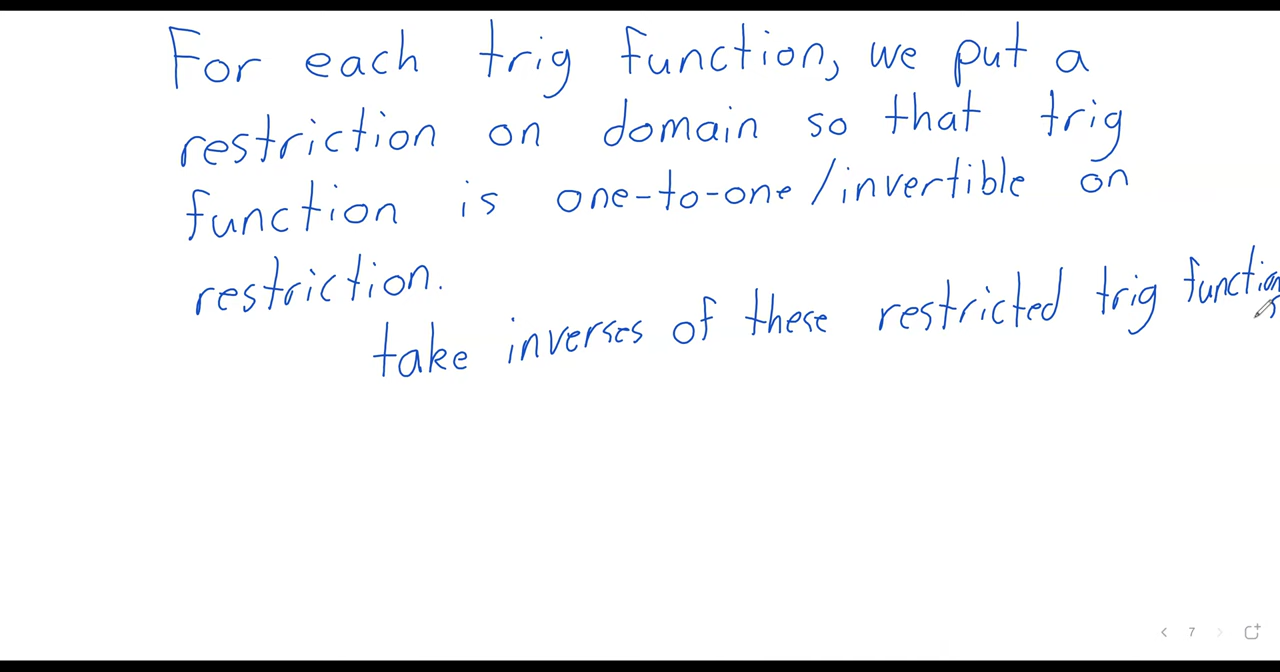 For each trig function, we put a
restriction on domain so that trig
function is one-to-one/invertible on
restriction.
take inverses of these restricted trig functions
7